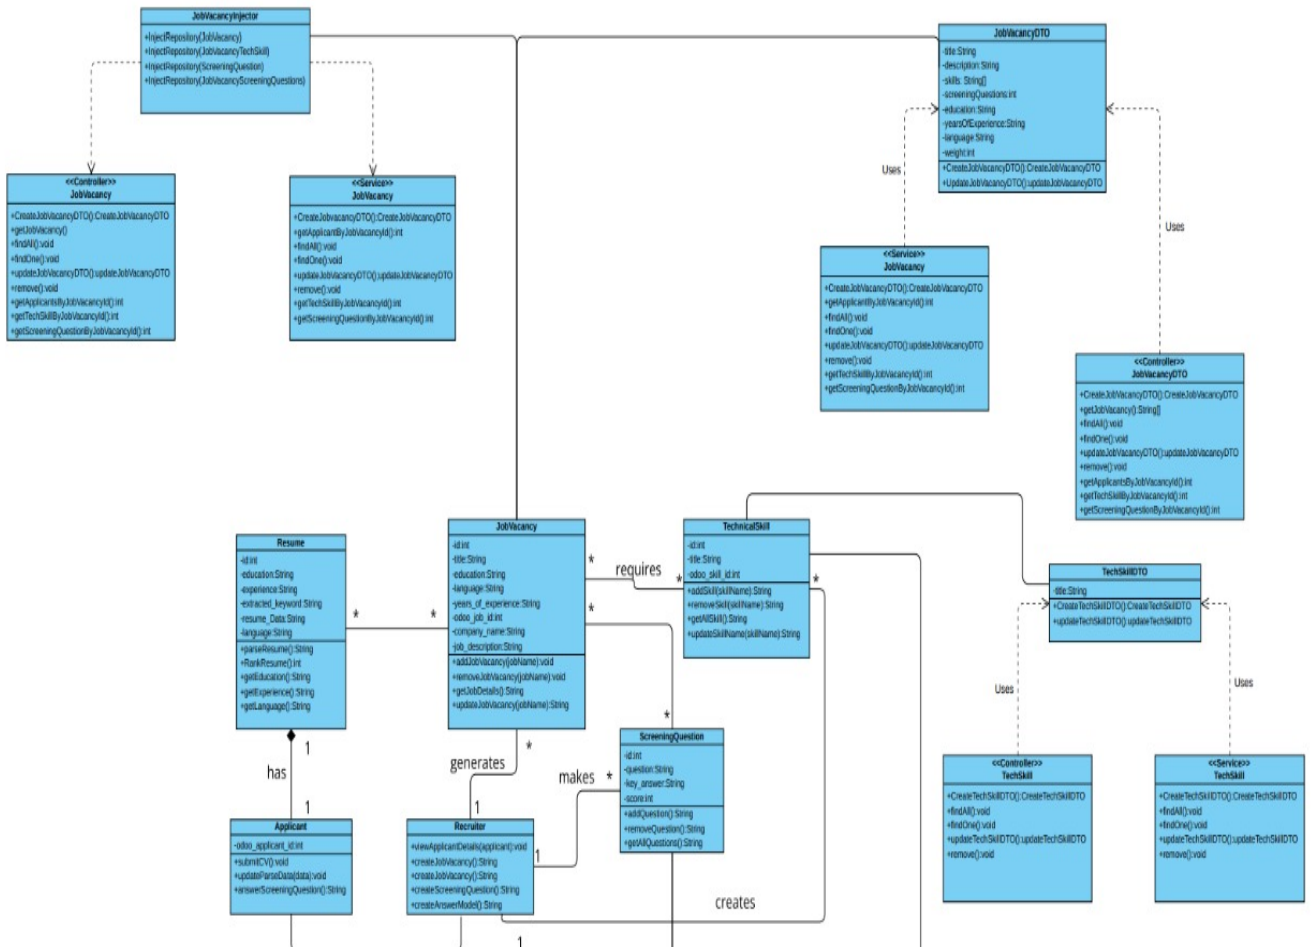 JobVacancyInjector
+InjectRepository(JobVacancy)
+InjectRepository(JobVacancyTechSkill)
+InjectRepository(ScreeningQuestion)
+InjectRepository(JobVacancyScreeningQuestions)
JobVacancyDTO
-title:String
-description:String
-skills: String[]
-screeningQuestions:int
-education:String
-yearsOfExperience:String
-language:String
-weight:int
+CreateJobVacancyDTO():CreateJobVacancyDTO
+UpdateJobVacancyDTO():updateJobVacancyDTO
<<Controller>>
JobVacancy
+CreateJobVacancyDTO():CreateJobVacancyDTO
+getJobVacancy()
+findAll():void
+findOne():void
+updateJobVacancyDTO():updateJobVacancyDTO
+remove():void
+getApplicantsByJobVacancyId():int
+getTechSkillByJobVacancyId():int
+getScreeningQuestionByJobVacancyId():int
<<Service>>
JobVacancy
+CreateJobvacancyDTO():CreateJobVacancyDTO
+getApplicantByJobVacancyId():int
+findAll():void
+findOne():void
+updateJobVacancyDTO():updateJobVacancyDTO
+remove():void
+getTechSkillByJobVacancyId():int
+getScreeningQuestionByJobVacancyId():int
Uses
Uses
<<Service>>
JobVacancy
+CreateJobVacancyDTO():CreateJobVacancyDTO
+getApplicantByJobVacancyId():int
+findAll():void
+findOne():void
+updateJobVacancyDTO():updateJobVacancyDTO
+remove():void
+getTechSkillByJobVacancyId():int
+getScreeningQuestionByJobVacancyId():int
<<Controller>>
JobVacancyDTO
+CreateJobVacancyDTO():CreateJobVacancyDTO
+getJobVacancy():String[]
+findAll():void
+findOne():void
+updateJobVacancyDTO():updateJobVacancyDTO
+remove():void
+getApplicantsByJobVacancyId():int
+getTechSkillByJobVacancyId():int
+getScreeningQuestionByJobVacancyId():int
Resume
-id:int
-education:String
-experience:String
-extracted_keyword:String
-resume_Data:String
-language:String
+parseResume():String
+RankResume():int
+getEducation():String
+getExperience():String
+getLanguage():String
* *
JobVacancy
-id:int
-title:String
-education:String
-language:String
-years_of_experience:String
-odoo_job_id:int
-company_name:String
-job_description:String
+addJobVacancy(jobName):void
+removeJobVacancy(jobName):void
+getJobDetails():String
+updateJobVacancy(jobName):String
* requires *
*
TechnicalSkill
-id:int
-title:String
-odoo_skill_id:int
+addSkill(skillName):String
+removeSkill(skillName):String
+getAllSkill():String
+updateSkillName(skillName):String
*
TechSkillDTO
-title:String
+CreateTechSkillDTO():CreateTechSkillDTO
+updateTechSkillDTO():updateTechSkillDTO
Uses
Uses
*
ScreeningQuestion
-id:int
-question:String
-key_answer:String
-score:int
+addQuestion():String
+removeQuestion():String
+getAllQuestions():String
1
has
1
*
generates
1
makes *
1
Applicant
-odoo_applicant_id:int
+submitCV():void
+updateParseData(data):void
+answerScreeningQuestion():String
Recruiter
+viewApplicantDetails(applicant):void
+createJobVacancy():String
+createJobVacancy():String
+createScreeningQuestion():String
+createAnswerModel():String
creates
1
<<Controller>>
TechSkill
+CreateTechSkillDTO():CreateTechSkillDTO
+findAll():void
+findOne():void
+updateTechSkillDTO():updateTechSkillDTO
+remove():void
<<Service>>
TechSkill
+CreateTechSkillDTO():CreateTechSkillDTO
+findAll():void
+findOne():void
+updateTechSkillDTO():updateTechSkillDTO
+remove():void